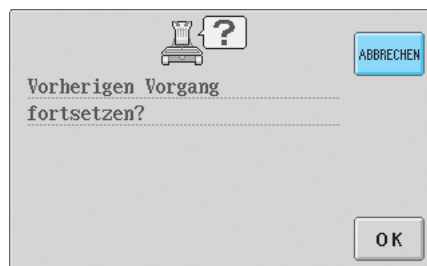 ?
ABBRECHEN
Vorherigen Vorgang
fortsetzen?
OK